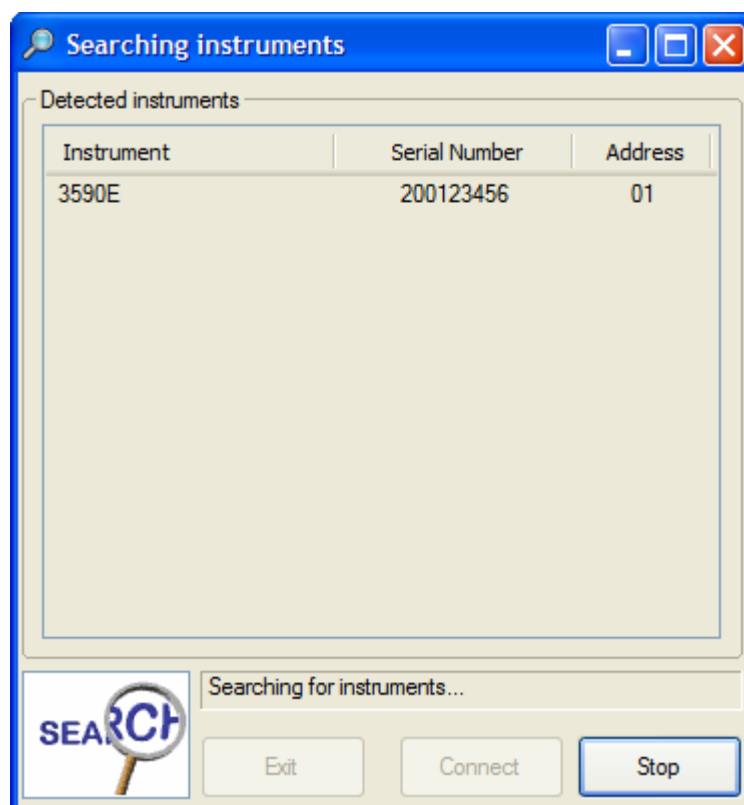 Searching instruments
Detected instruments
Instrument Serial Number Address
3590E 200123456 01
Searching for instruments...
SEARCH
Exit Connect Stop